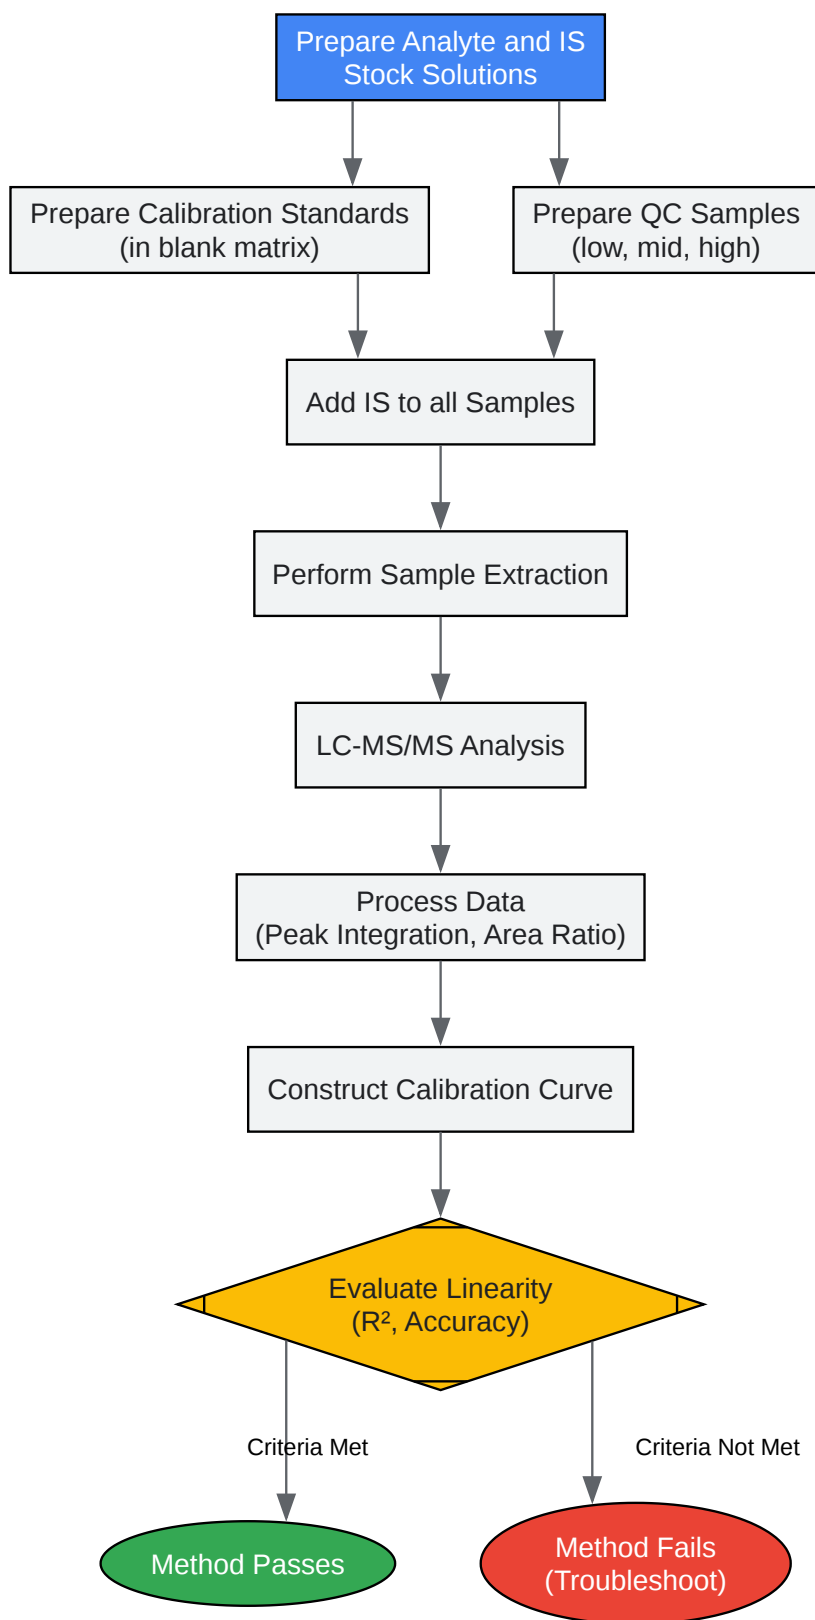 Prepare Analyte and IS
Stock Solutions
Prepare Calibration Standards
(in blank matrix)
Prepare QC Samples
(low, mid, high)
Add IS to all Samples
Perform Sample Extraction
LC-MS/MS Analysis
Process Data
(Peak Integration, Area Ratio)
Construct Calibration Curve
Evaluate Linearity
(R², Accuracy)
Criteria Met
Criteria Not Met
Method Passes
Method Fails
(Troubleshoot)